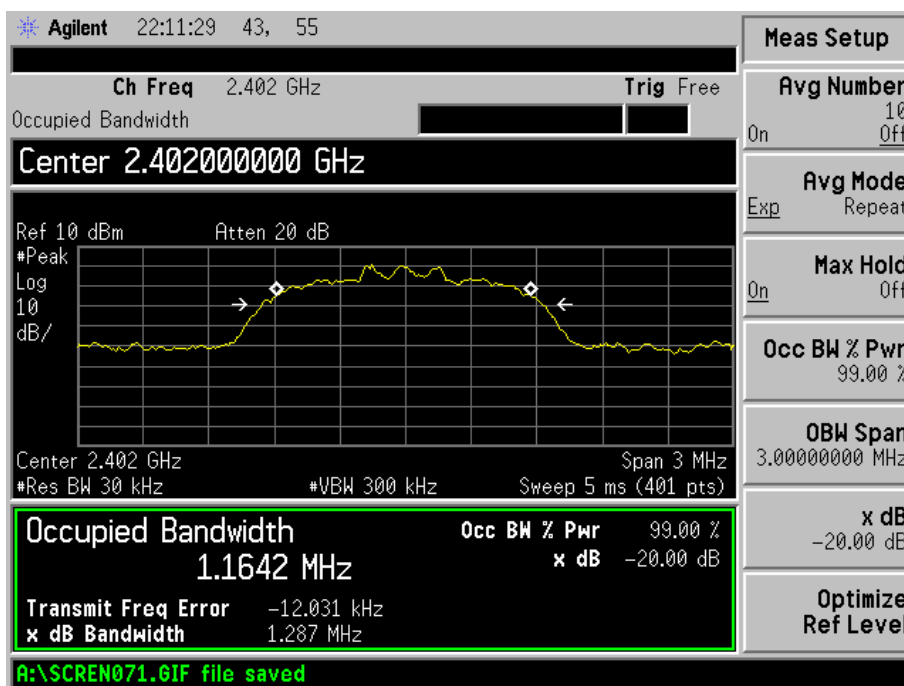 Agilent 22:11:29 43, 55
Ch Freq 2.402 GHz Trig Free
Occupied Bandwidth
Center 2.402000000 GHz
Ref 10 dBm Atten 20 dB
#Peak
Log
10
dB/
Center 2.402 GHz Span 3 MHz
#Res BW 30 kHz #VBW 300 kHz Sweep 5 ms (401 pts)
Occupied Bandwidth Occ BW % Pwr 99.00 %
1.1642 MHz x dB -20.00 dB
Transmit Freq Error -12.031 kHz
x dB Bandwidth 1.287 MHz
A:\SCREN071.GIF file saved
Meas Setup
Avg Number
10
On Off
Avg Mode
Exp Repeat
Max Hold
On Off
Occ BW % Pwr
99.00 %
OBW Span
3.00000000 MHz
x dB
-20.00 dB
Optimize
Ref Level